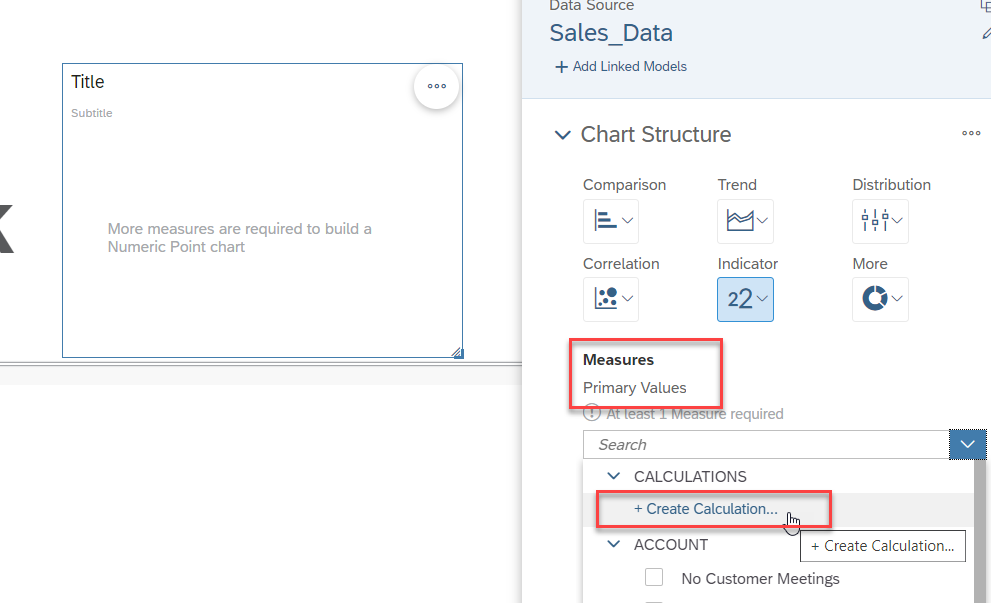 Data Source
Sales_Data
+ Add Linked Models
Title
Subtitle
More measures are required to build a
Numeric Point chart
Chart Structure
Comparison
Trend
Distribution
Correlation
Indicator
More
22
Measures
Primary Values
At least 1 Measure required
Search
CALCULATIONS
+ Create Calculation...
+ Create Calculation...
ACCOUNT
No Customer Meetings